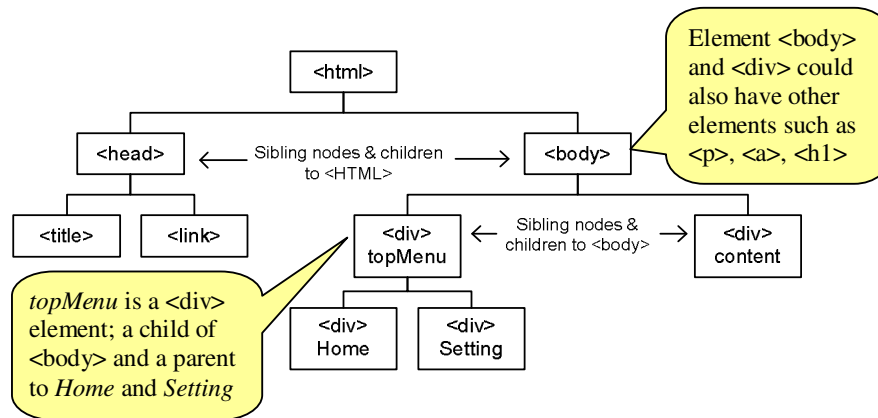 <html>
Element <body>
and <div> could
also have other
elements such as
<p>, <a>, <h1>
<head>
Sibling nodes & children
to <HTML>
<body>
<title>
<link>
<div>
topMenu
Sibling nodes &
children to <body>
<div>
content
topMenu is a <div>
element; a child of
<body> and a parent
to Home and Setting
<div>
Home
<div>
Setting